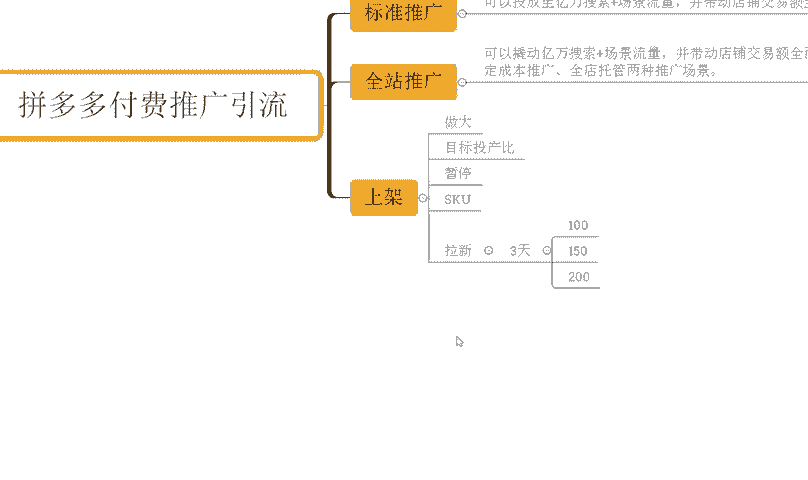 标准推广
可以投放全亿万搜索+场景流量，并带动店铺交易额
全站推广
可以撬动亿万搜索+场景流量，并带动店铺交易额全
定成本推广、全店托管两种推广场景。
拼多多付费推广引流
做大
目标投产比
暂停
上架
SKU
拉新
3天
100
150
200